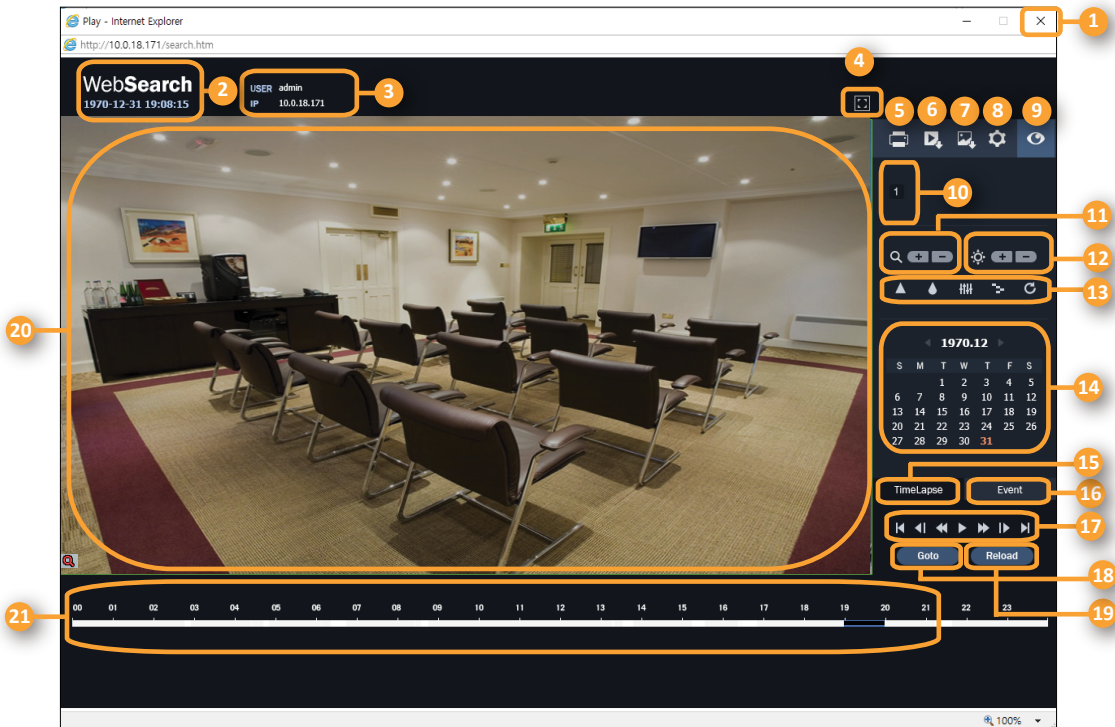 Play - Internet Explorer
1
http://10.0.18.171/search.htm
4
WebSearch
2
USER admin
3
1970-12-31 19:08:15
IP 10.0.18.171
5 6 7 8 9
1
10
11
12
13
1970.12
S M T W T F S
1 2 3 4 5
6 7 8 9 10 11 12
13 14 15 16 17 18 19
20 21 22 23 24 25 26
27 28 29 30 31
14
20
15
TimeLapse
Event
16
17
Goto
Reload
18
19
00 01 02 03 04 05 06 07 08 09 10 11 12 13 14 15 16 17 18 19 20 21 22 23
21
100%